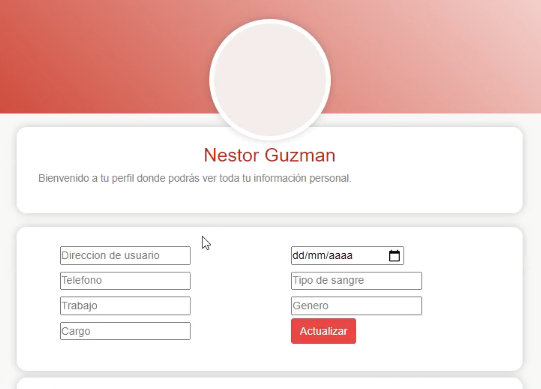 Nestor Guzman
Bienvenido a tu perfil donde podrás ver toda tu información personal.
Direccion de usuario
dd/mm/aaaa
Telefono
Tipo de sangre
Trabajo
Genero
Cargo
Actualizar